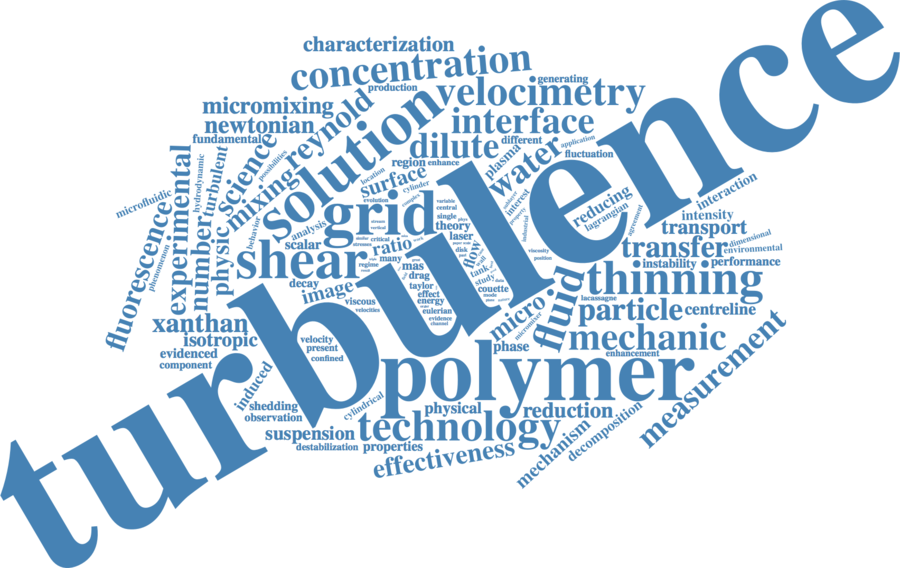 characterization
concentration
production
generating
velocimetry
micromixing
newtonian
reynold
fundamental
solution
interface
dilute
different
application
fluctuation
plasma
water
region
enhance
location
surface
cylinder
evolution
complex
possibilities
science
mixing
turbulent
hydrodynamic
experimental
microfluidic
fluorescence
phenomenon
number
physic
behavior
analysis
scalar
shear
grid
variable
central
single
theory
laser
critical
ratio
many
flow
interest
property
industrial
reducing
lagrangian
agreement
interaction
intensity
transport
transfer
dimensional
environmental
instability
performance
thinning
lacassagne
particle
centreline
mechanic
enhancement
measurement
turbulence
regime
mas
drag
taylor
effect
energy
eulerian
evidence
channel
disk
wall
tank
study
data
couette
mode
viscosity
position
decay
image
viscous
velocities
xanthan
isotropic
evidenced
component
velocity
present
confined
micro
micromixer
fluid
phase
polymer
induced
shedding
observation
cylindrical
physical
reduction
suspension
technology
destabilization
properties
effectiveness
mechanism
decomposition